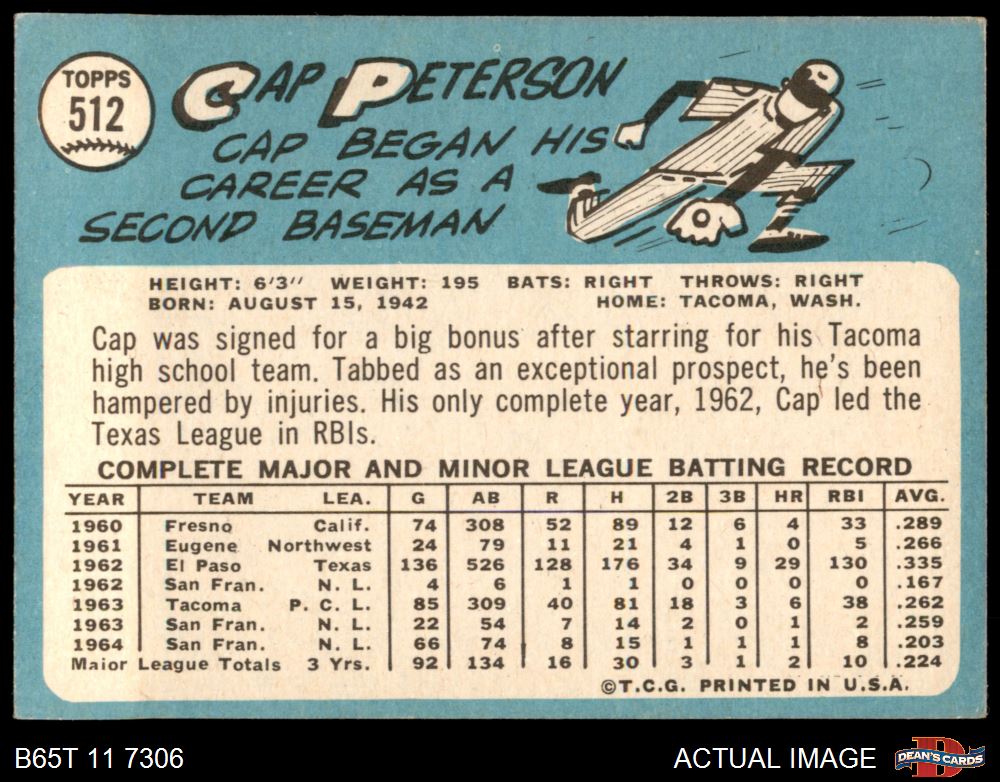 TOPPS
512
CAP PETERSON
CAP BEGAN HIS
CAREER AS A
SECOND BASEMAN
HEIGHT: 6'3" WEIGHT: 195 BATS: RIGHT THROWS: RIGHT
BORN: AUGUST 15, 1942 HOME: TACOMA, WASH.
Cap was signed for a big bonus after starring for his Tacoma
high school team. Tabbed as an exceptional prospect, he's been
hampered by injuries. His only complete year, 1962, Cap led the
Texas League in RBIs.
COMPLETE MAJOR AND MINOR LEAGUE BATTING RECORD
YEAR TEAM LEA. G AB R H 2B 3B HR RBI AVG.
1960 Fresno Calif. 74 308 52 89 12 6 4 33 .289
1961 Eugene Northwest 24 79 11 21 4 1 0 5 .266
1962 El Paso Texas 136 526 128 176 34 9 29 130 .335
1962 San Fran. N. L. 4 6 1 1 0 0 0 0 .167
1963 Tacoma P. C. L. 85 309 40 81 18 3 6 38 .262
1963 San Fran. N. L. 22 54 7 14 2 0 1 2 .259
1964 San Fran. N. L. 66 74 8 15 1 1 1 8 .203
Major League Totals 3 Yrs. 92 134 16 30 3 1 2 10 .224
©T.C.G. PRINTED IN U.S.A.
B65T 11 7306 ACTUAL IMAGE D DEAN'S CARDS